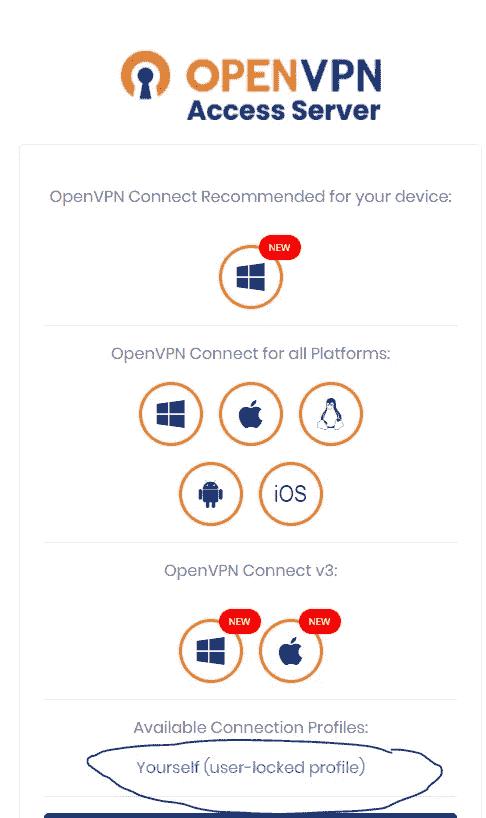 OPENVPN
Access Server
OpenVPN Connect Recommended for your device:
NEW
OpenVPN Connect for all Platforms:
iOS
OpenVPN Connect v3:
NEW NEW
Available Connection Profiles:
Yourself (user-locked profile)